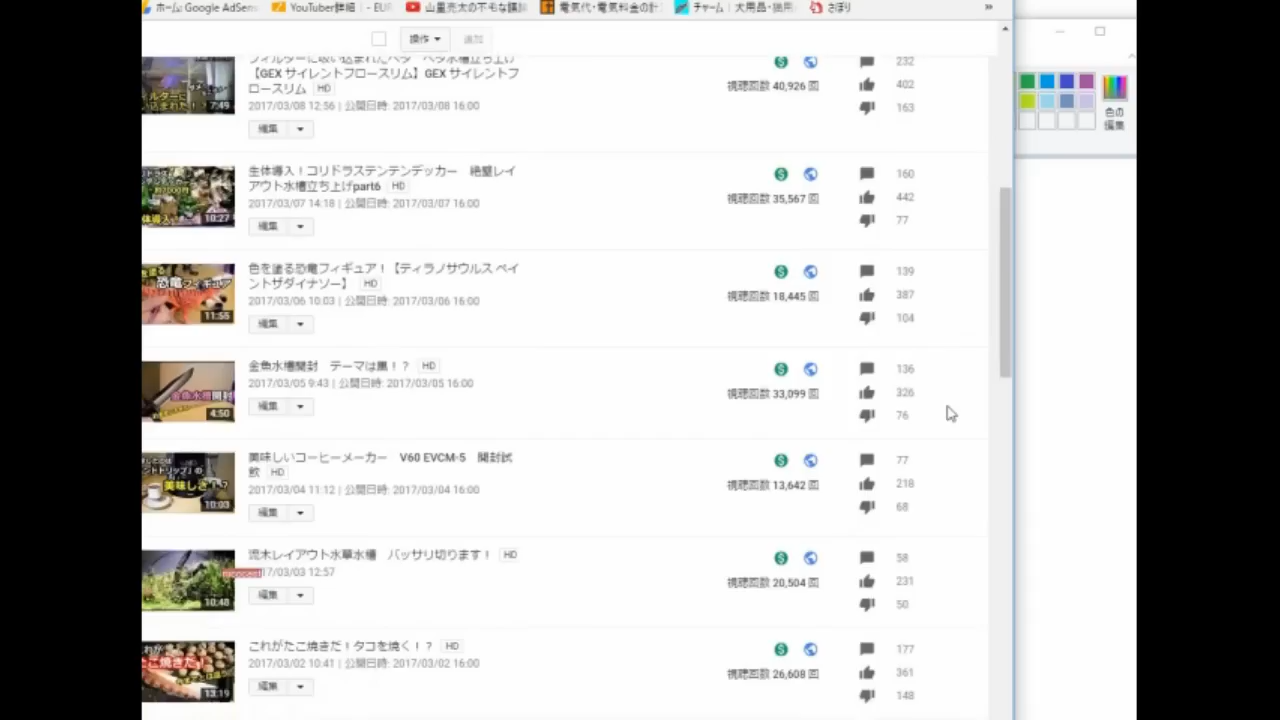 ホーム: Google AdSens
YouTuber詳細 | - EUR
山里亮太の不毛な議論
電気代・電気料金の計
チャーム | 犬用品・猫用
さぼり
»
操作
追加
フィルターに吸い込まれたベタ ベタ水槽立ち上げ
【GEX サイレントフロースリム】GEX サイレントフ
ロースリム HD
2017/03/08 12:56 | 公開日時: 2017/03/08 16:00
編集
視聴回数 40,926 回
232
402
163
7:49
生体導入！コリドラステンテンデッカー 絶壁レイ
アウト水槽立ち上げpart6 HD
2017/03/07 14:18 | 公開日時: 2017/03/07 16:00
編集
視聴回数 35,567 回
160
442
77
体導入
10:27
色を塗る恐竜フィギュア！【ティラノサウルス ペイ
ントザダイナソー】 HD
2017/03/06 10:03 | 公開日時: 2017/03/06 16:00
編集
視聴回数 18,445 回
139
387
104
恐竜フィギュア
11:55
金魚水槽開封 テーマは黒！？ HD
2017/03/05 9:43 | 公開日時: 2017/03/05 16:00
編集
視聴回数 33,099 回
136
326
76
金魚水槽開封
4:50
美味しいコーヒーメーカー V60 EVCM-5 開封試
飲 HD
2017/03/04 11:12 | 公開日時: 2017/03/04 16:00
編集
視聴回数 13,642 回
77
218
68
美味しさ！？
10:03
流木レイアウト水草水槽 バッサリ切ります！ HD
17/03/03 12:57
編集
視聴回数 20,504 回
58
231
50
10:48
これがたこ焼きだ！タコを焼く！？ HD
2017/03/02 10:41 | 公開日時: 2017/03/02 16:00
編集
視聴回数 26,608 回
177
361
148
たこ焼きだ！
13:19
色の
編集